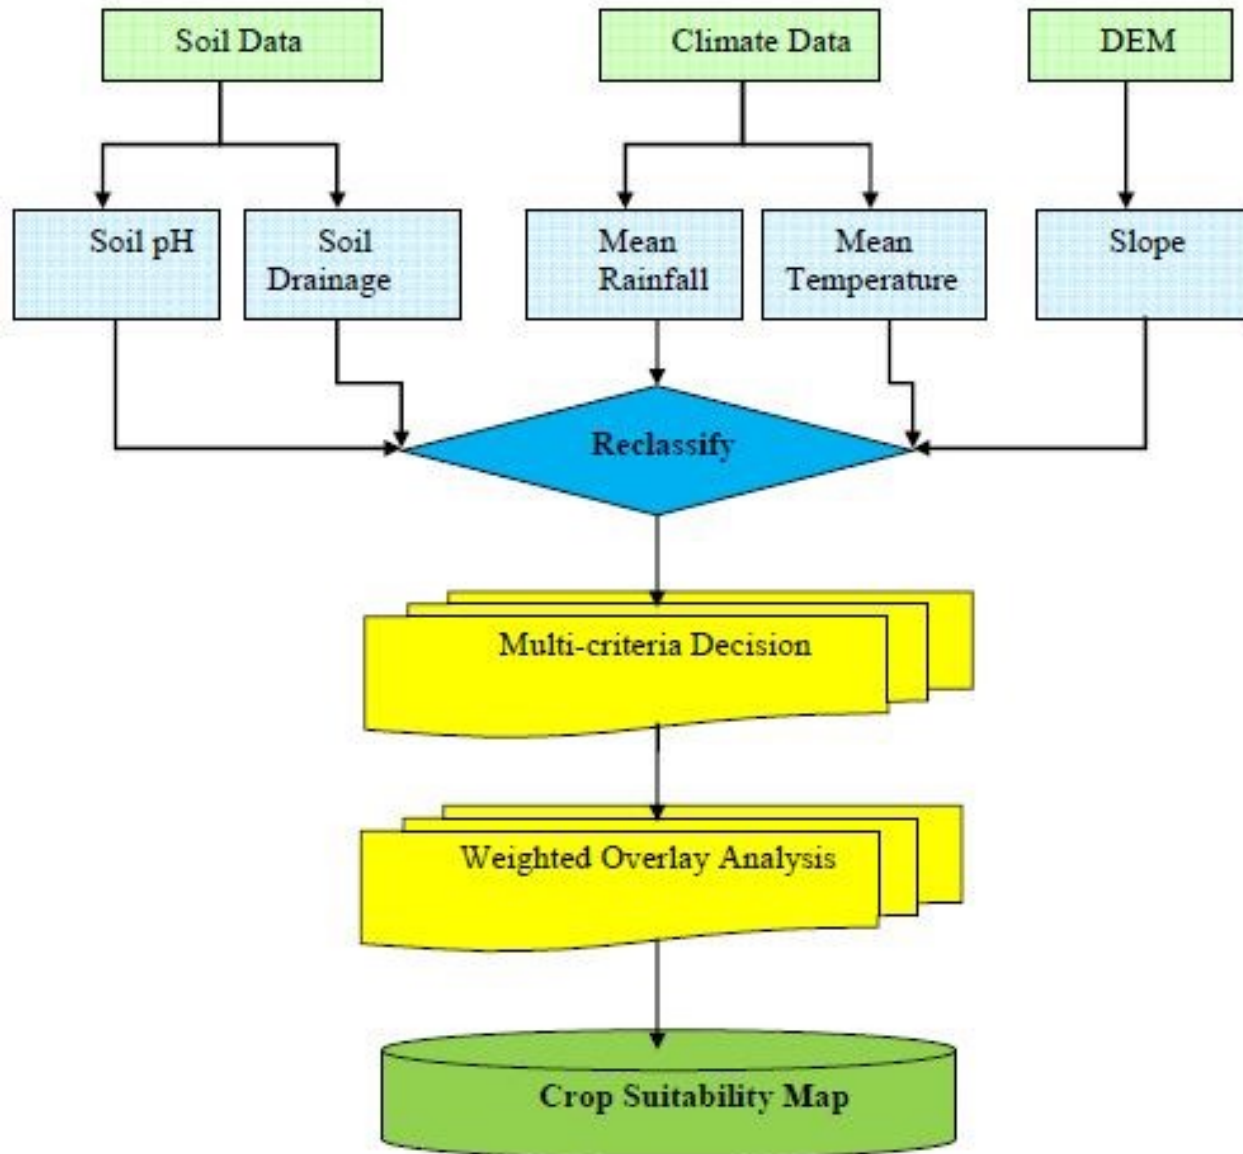 Soil Data
Climate Data
DEM
Soil pH
Soil
Drainage
Mean
Rainfall
Mean
Temperature
Slope
Reclassify
Multi-criteria Decision
Weighted Overlay Analysis
Crop Suitability Map